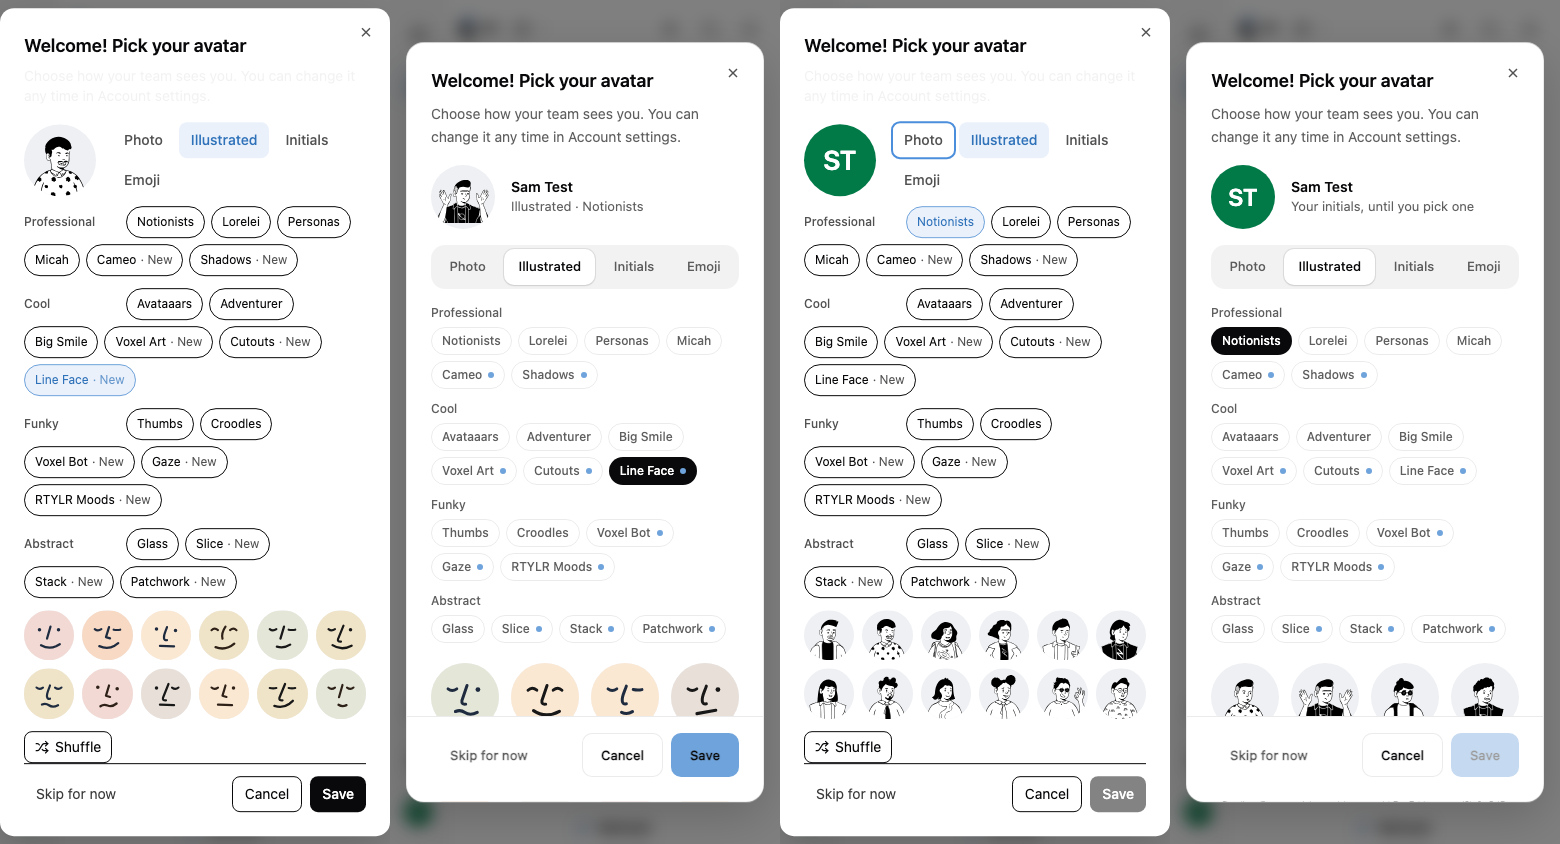 Welcome! Pick your avatar
Choose how your team sees you. You can change it
any time in Account settings.
Photo Illustrated Initials
Emoji
Professional Notionists Lorelei Personas
Micah Cameo · New Shadows · New
Cool Avataaars Adventurer
Big Smile Voxel Art · New Cutouts · New
Line Face · New
Funky Thumbs Croodles
Voxel Bot · New Gaze · New
RTYLR Moods · New
Abstract Glass Slice · New
Stack · New Patchwork · New
Shuffle
Skip for now Cancel Save
Welcome! Pick your avatar
Choose how your team sees you. You can
change it any time in Account settings.
Sam Test
Illustrated · Notionists
Photo Illustrated Initials Emoji
Professional
Notionists Lorelei Personas Micah
Cameo Shadows
Cool
Avataaars Adventurer Big Smile
Voxel Art Cutouts Line Face
Funky
Thumbs Croodles Voxel Bot
Gaze RTYLR Moods
Abstract
Glass Slice Stack Patchwork
Skip for now Cancel Save
Welcome! Pick your avatar
Choose how your team sees you. You can change it
any time in Account settings.
ST
Photo Illustrated Initials
Emoji
Professional Notionists Lorelei Personas
Micah Cameo · New Shadows · New
Cool Avataaars Adventurer
Big Smile Voxel Art · New Cutouts · New
Line Face · New
Funky Thumbs Croodles
Voxel Bot · New Gaze · New
RTYLR Moods · New
Abstract Glass Slice · New
Stack · New Patchwork · New
Shuffle
Skip for now Cancel Save
Welcome! Pick your avatar
Choose how your team sees you. You can
change it any time in Account settings.
ST
Sam Test
Your initials, until you pick one
Photo Illustrated Initials Emoji
Professional
Notionists Lorelei Personas Micah
Cameo Shadows
Cool
Avataaars Adventurer Big Smile
Voxel Art Cutouts Line Face
Funky
Thumbs Croodles Voxel Bot
Gaze RTYLR Moods
Abstract
Glass Slice Stack Patchwork
Skip for now Cancel Save